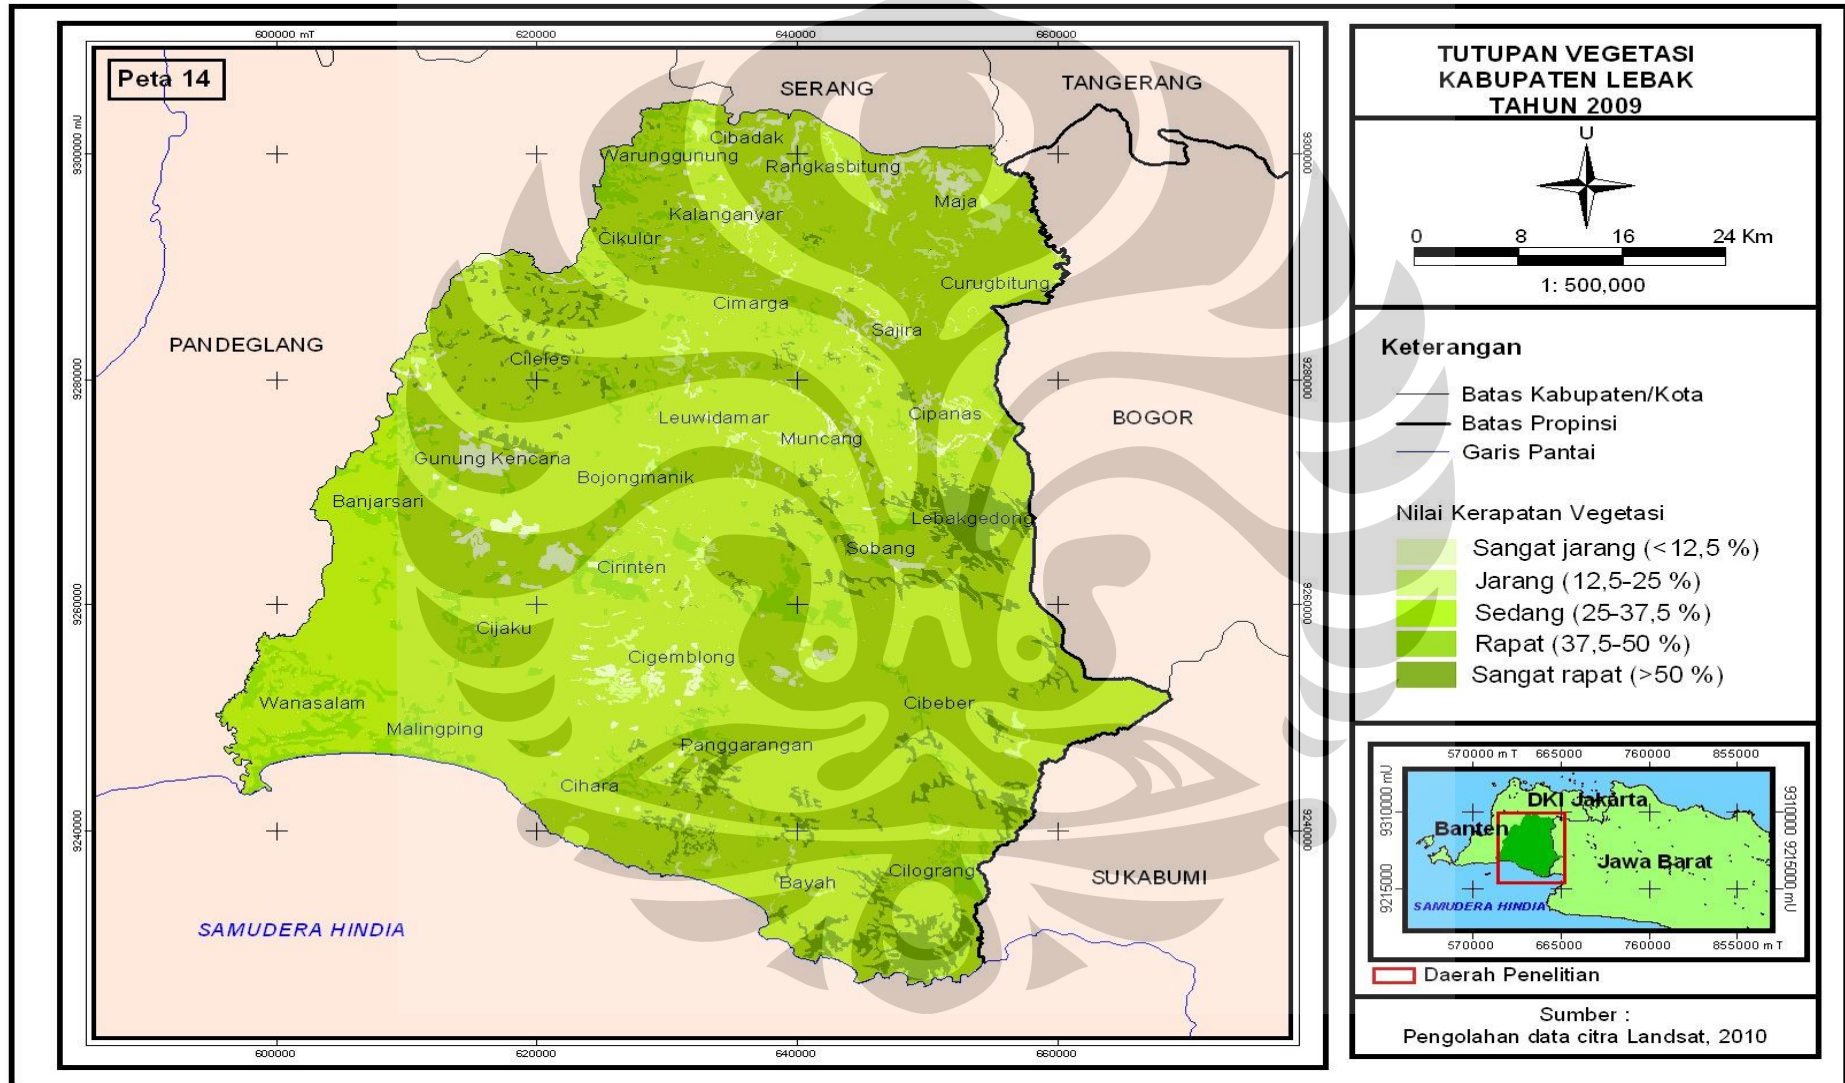 Peta 14
600000 mT
620000
640000
660000
SERANG
TANGERANG
9300000 mU
9300000
Cibadak
Warunggunung
Rangkasbitung
Maja
Kalanganyar
Cikulur
Curugbitung
Cimarga
Sajira
PANDEGLANG
Cileles
9280000
9280000
Leuwidamar
Cipanas
BOGOR
Muncang
Gunung Kencana
Bojongmanik
Banjarsari
Lebakgedong
Sobang
Cirinten
9260000
9260000
Cijaku
Cigemblong
Wanasalam
Cibeber
Malingping
Panggarangan
Cihara
9240000
9240000
Cilograng
Bayah
SUKABUMI
SAMUDERA HINDIA
600000
620000
640000
660000
TUTUPAN VEGETASI
KABUPATEN LEBAK
TAHUN 2009
U
0 8 16 24 Km
1: 500,000
Keterangan
Batas Kabupaten/Kota
Batas Propinsi
Garis Pantai
Nilai Kerapatan Vegetasi
Sangat jarang (<12,5 %)
Jarang (12,5-25 %)
Sedang (25-37,5 %)
Rapat (37,5-50 %)
Sangat rapat (>50 %)
570000 m T 665000 760000 855000
9310000 mU
9215000
DKI Jakarta
Banten
Jawa Barat
SAMUDERA HINDIA
9310000
9215000 mU
570000 665000 760000 855000 m T
Daerah Penelitian
Sumber :
Pengolahan data citra Landsat, 2010